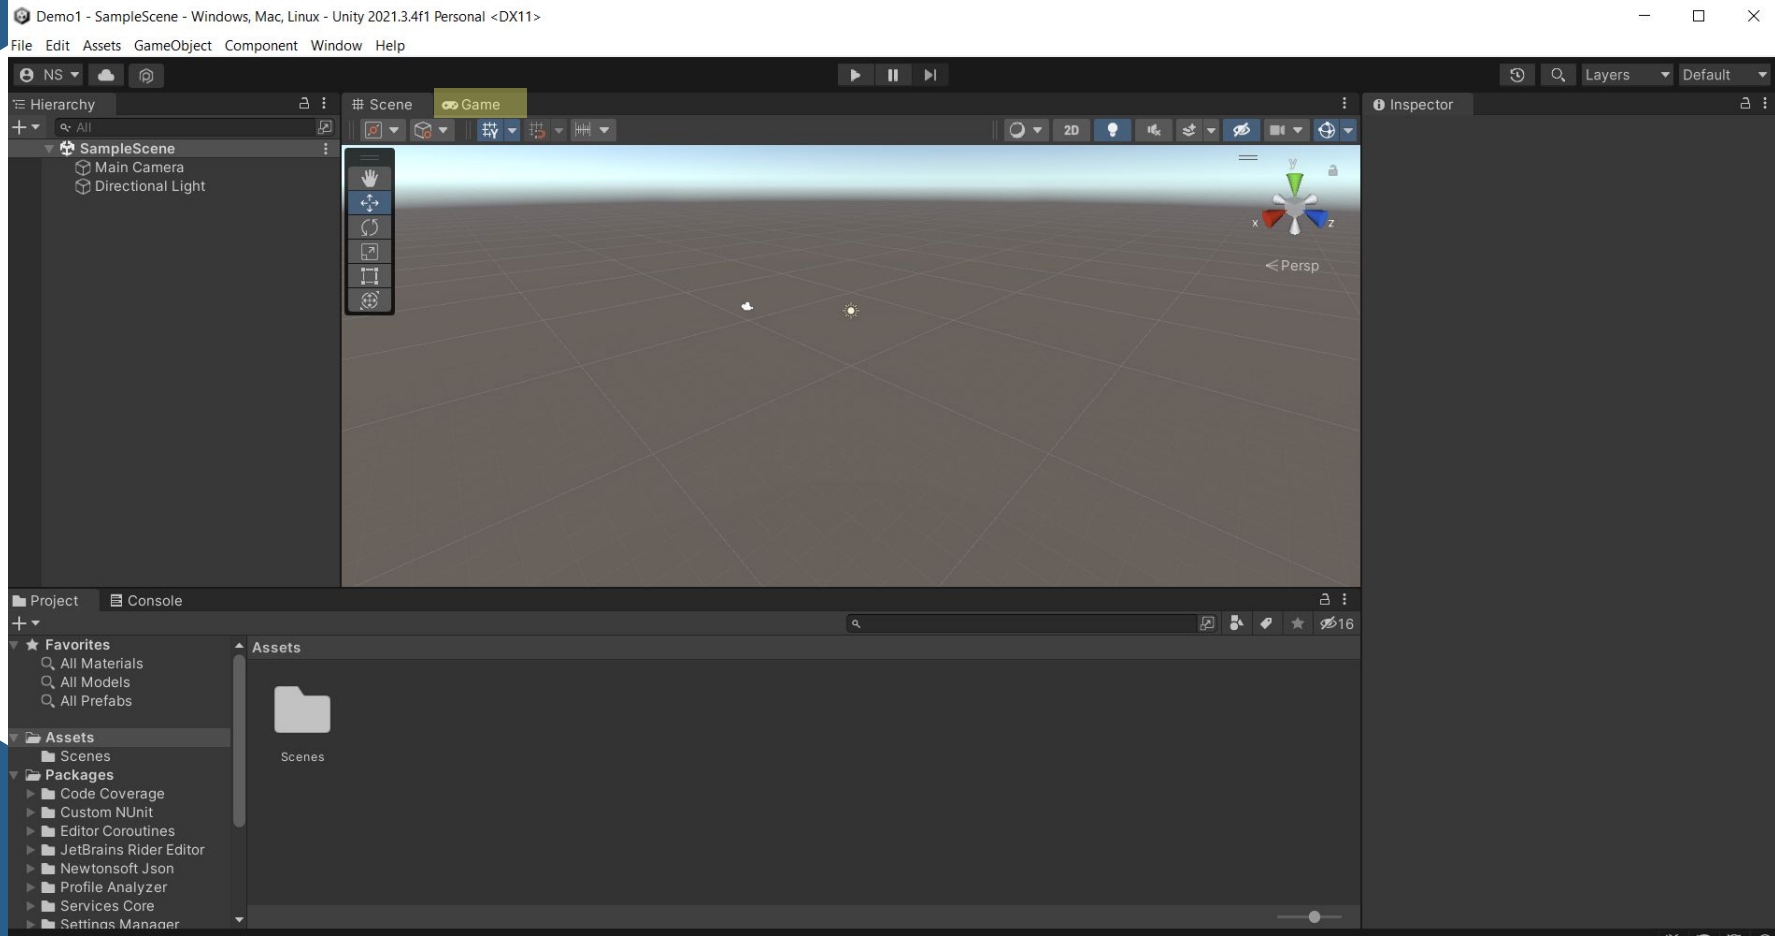 Demo1 - SampleScene - Windows, Mac, Linux - Unity 2021.3.4f1 Personal <DX11>
File Edit Assets GameObject Component Window Help
NS
Layers Default
Hierarchy
Scene Game
Inspector
All
2D
SampleScene
Main Camera
Directional Light
y
x
z
Persp
Project Console
16
Favorites
All Materials
All Models
All Prefabs
Assets
Scenes
Packages
Code Coverage
Custom NUnit
Editor Coroutines
JetBrains Rider Editor
Newtonsoft Json
Profile Analyzer
Services Core
Settings Manager
Assets
Scenes